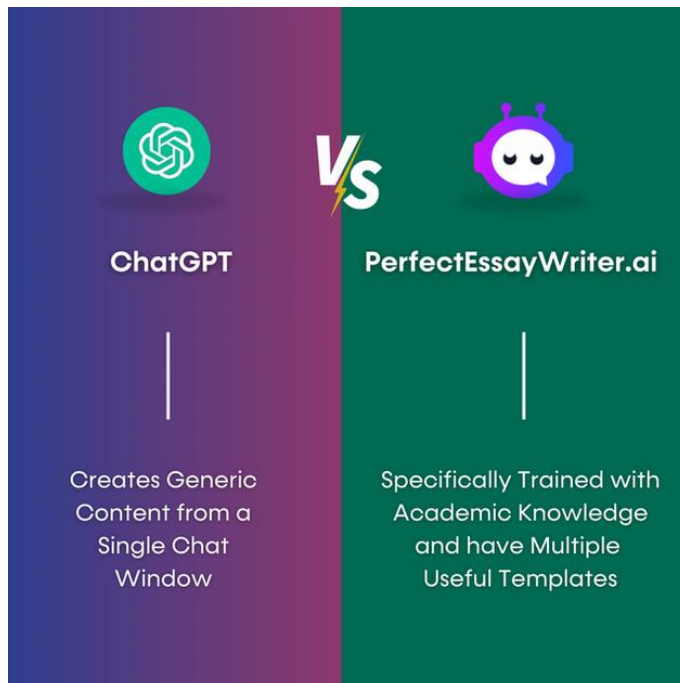 VS
ChatGPT
PerfectEssayWriter.ai
Creates Generic
Content from a
Single Chat
Window
Specifically Trained with
Academic Knowledge
and have Multiple
Useful Templates